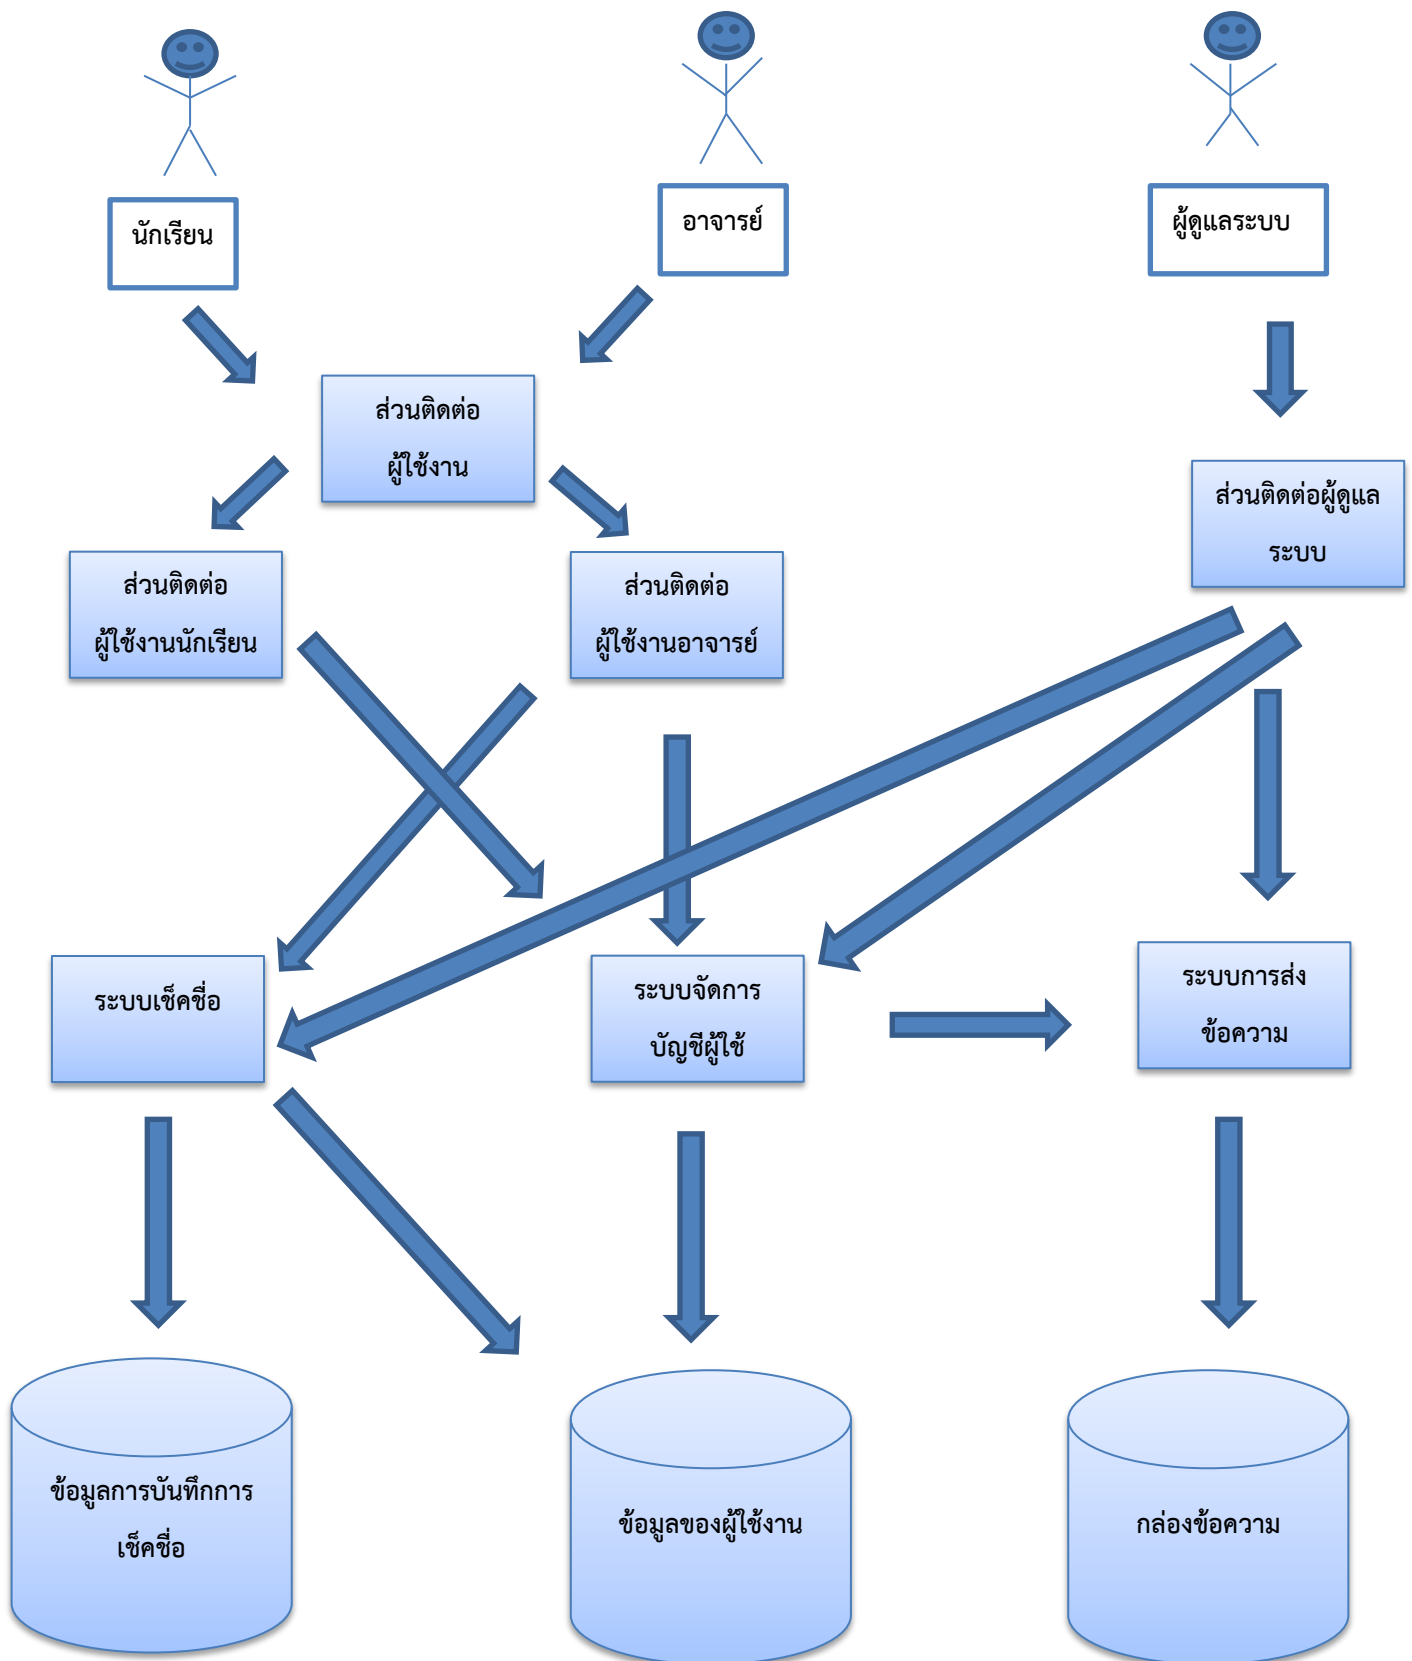 นักเรียน
อาจารย์
ผู้ดูแลระบบ
ส่วนติดต่อ
ผู้ใช้งาน
ส่วนติดต่อผู้ดูแล
ระบบ
ส่วนติดต่อ
ผู้ใช้งานนักเรียน
ส่วนติดต่อ
ผู้ใช้งานอาจารย์
ระบบเช็คชื่อ
ระบบจัดการ
บัญชีผู้ใช้
ระบบการส่ง
ข้อความ
ข้อมูลการบันทึกการ
เช็คชื่อ
ข้อมูลของผู้ใช้งาน
กล่องข้อความ